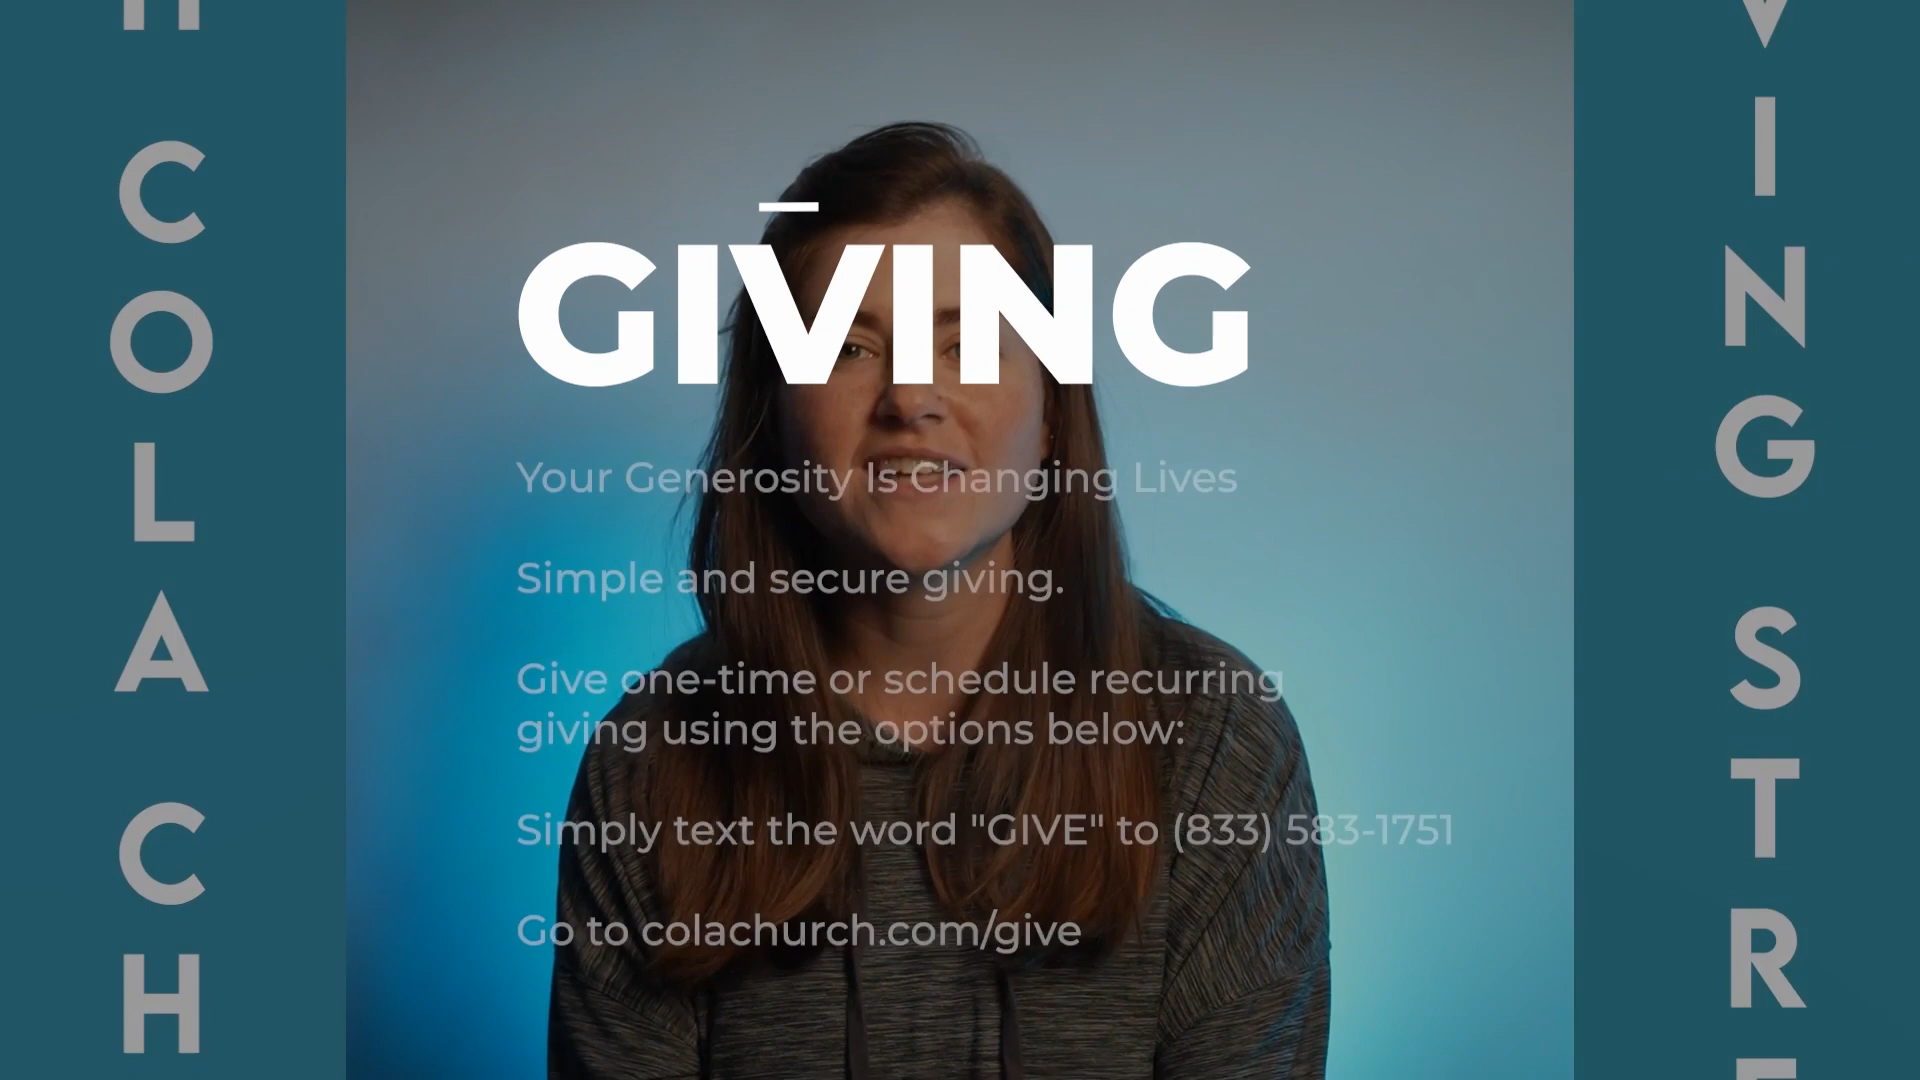 COLA
CH
GIVING
Your Generosity Is Changing Lives
Simple and secure giving.
Give one-time or schedule recurring
giving using the options below:
Simply text the word "GIVE" to (833) 583-1751
Go to colachurch.com/give
VING
STR